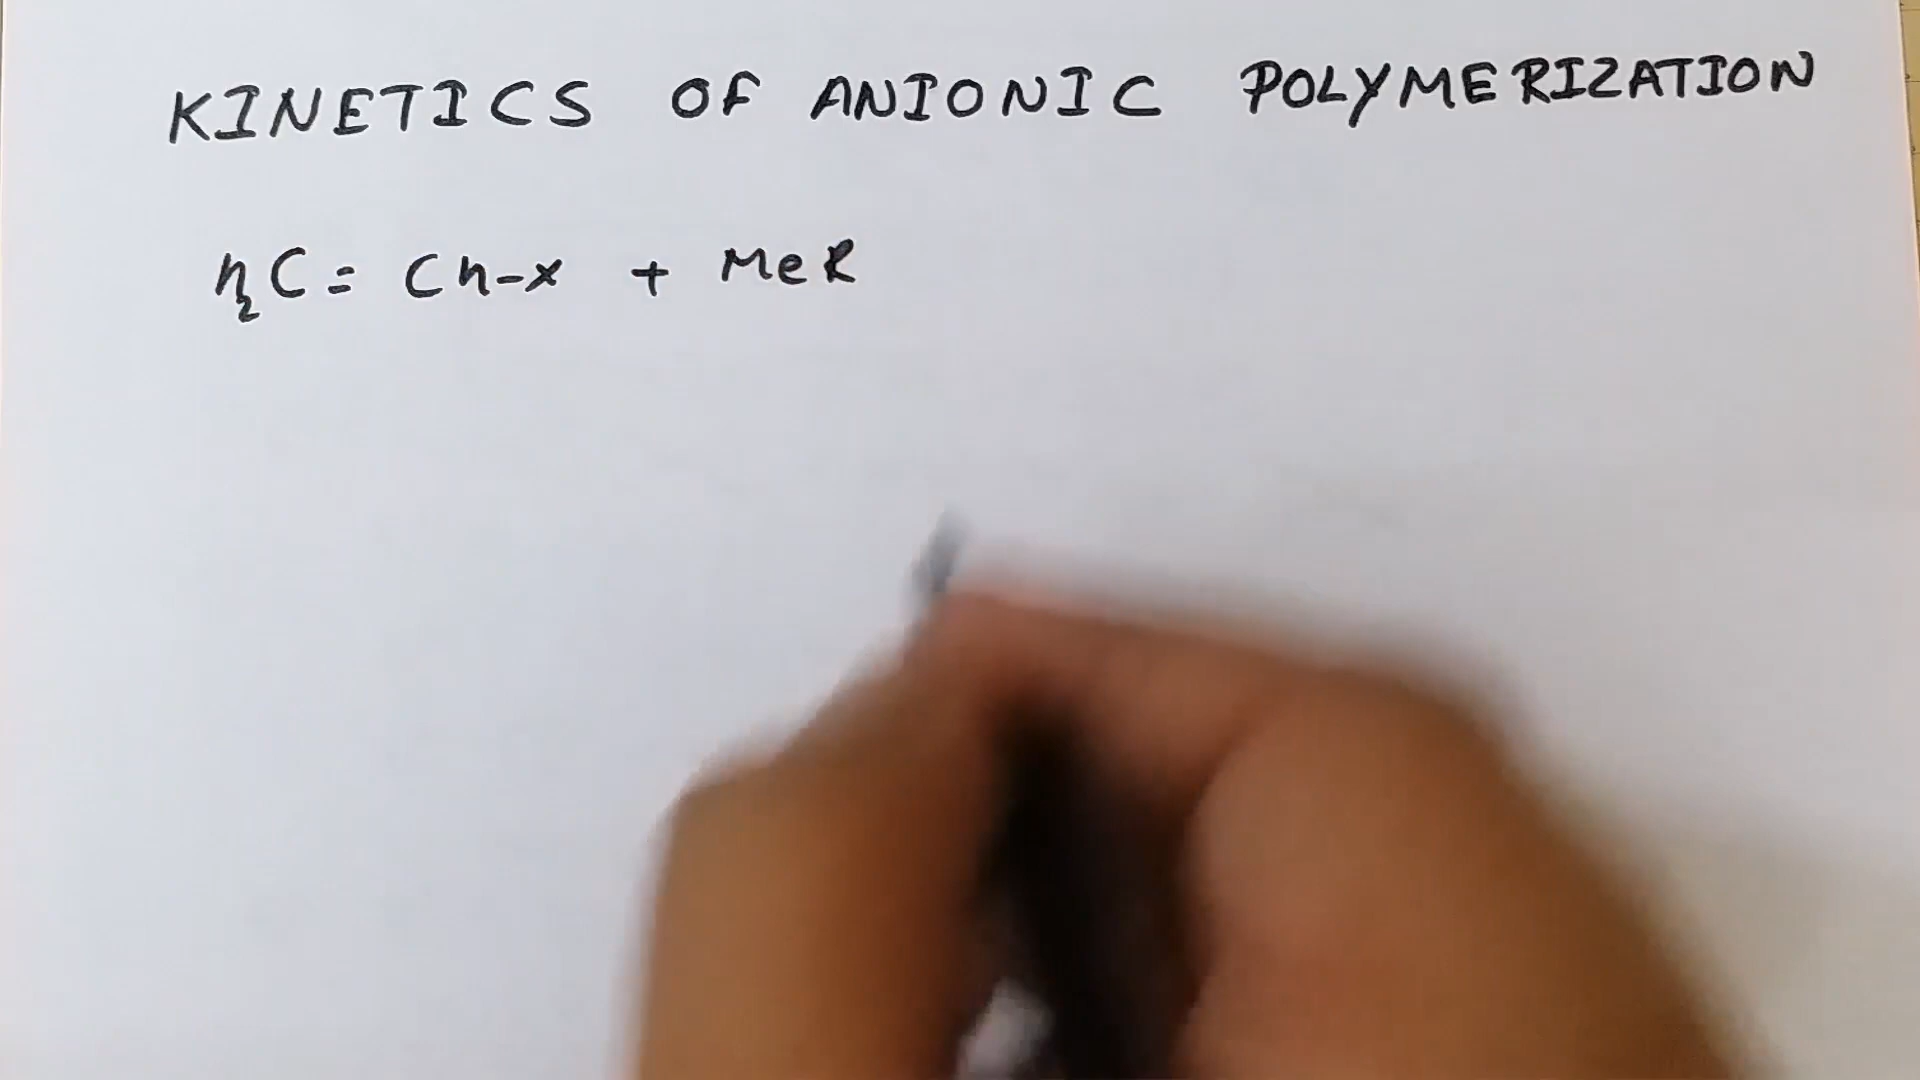 KINETICS OF ANIONIC POLYMERIZATION
h₂C = Ch-x + MeR